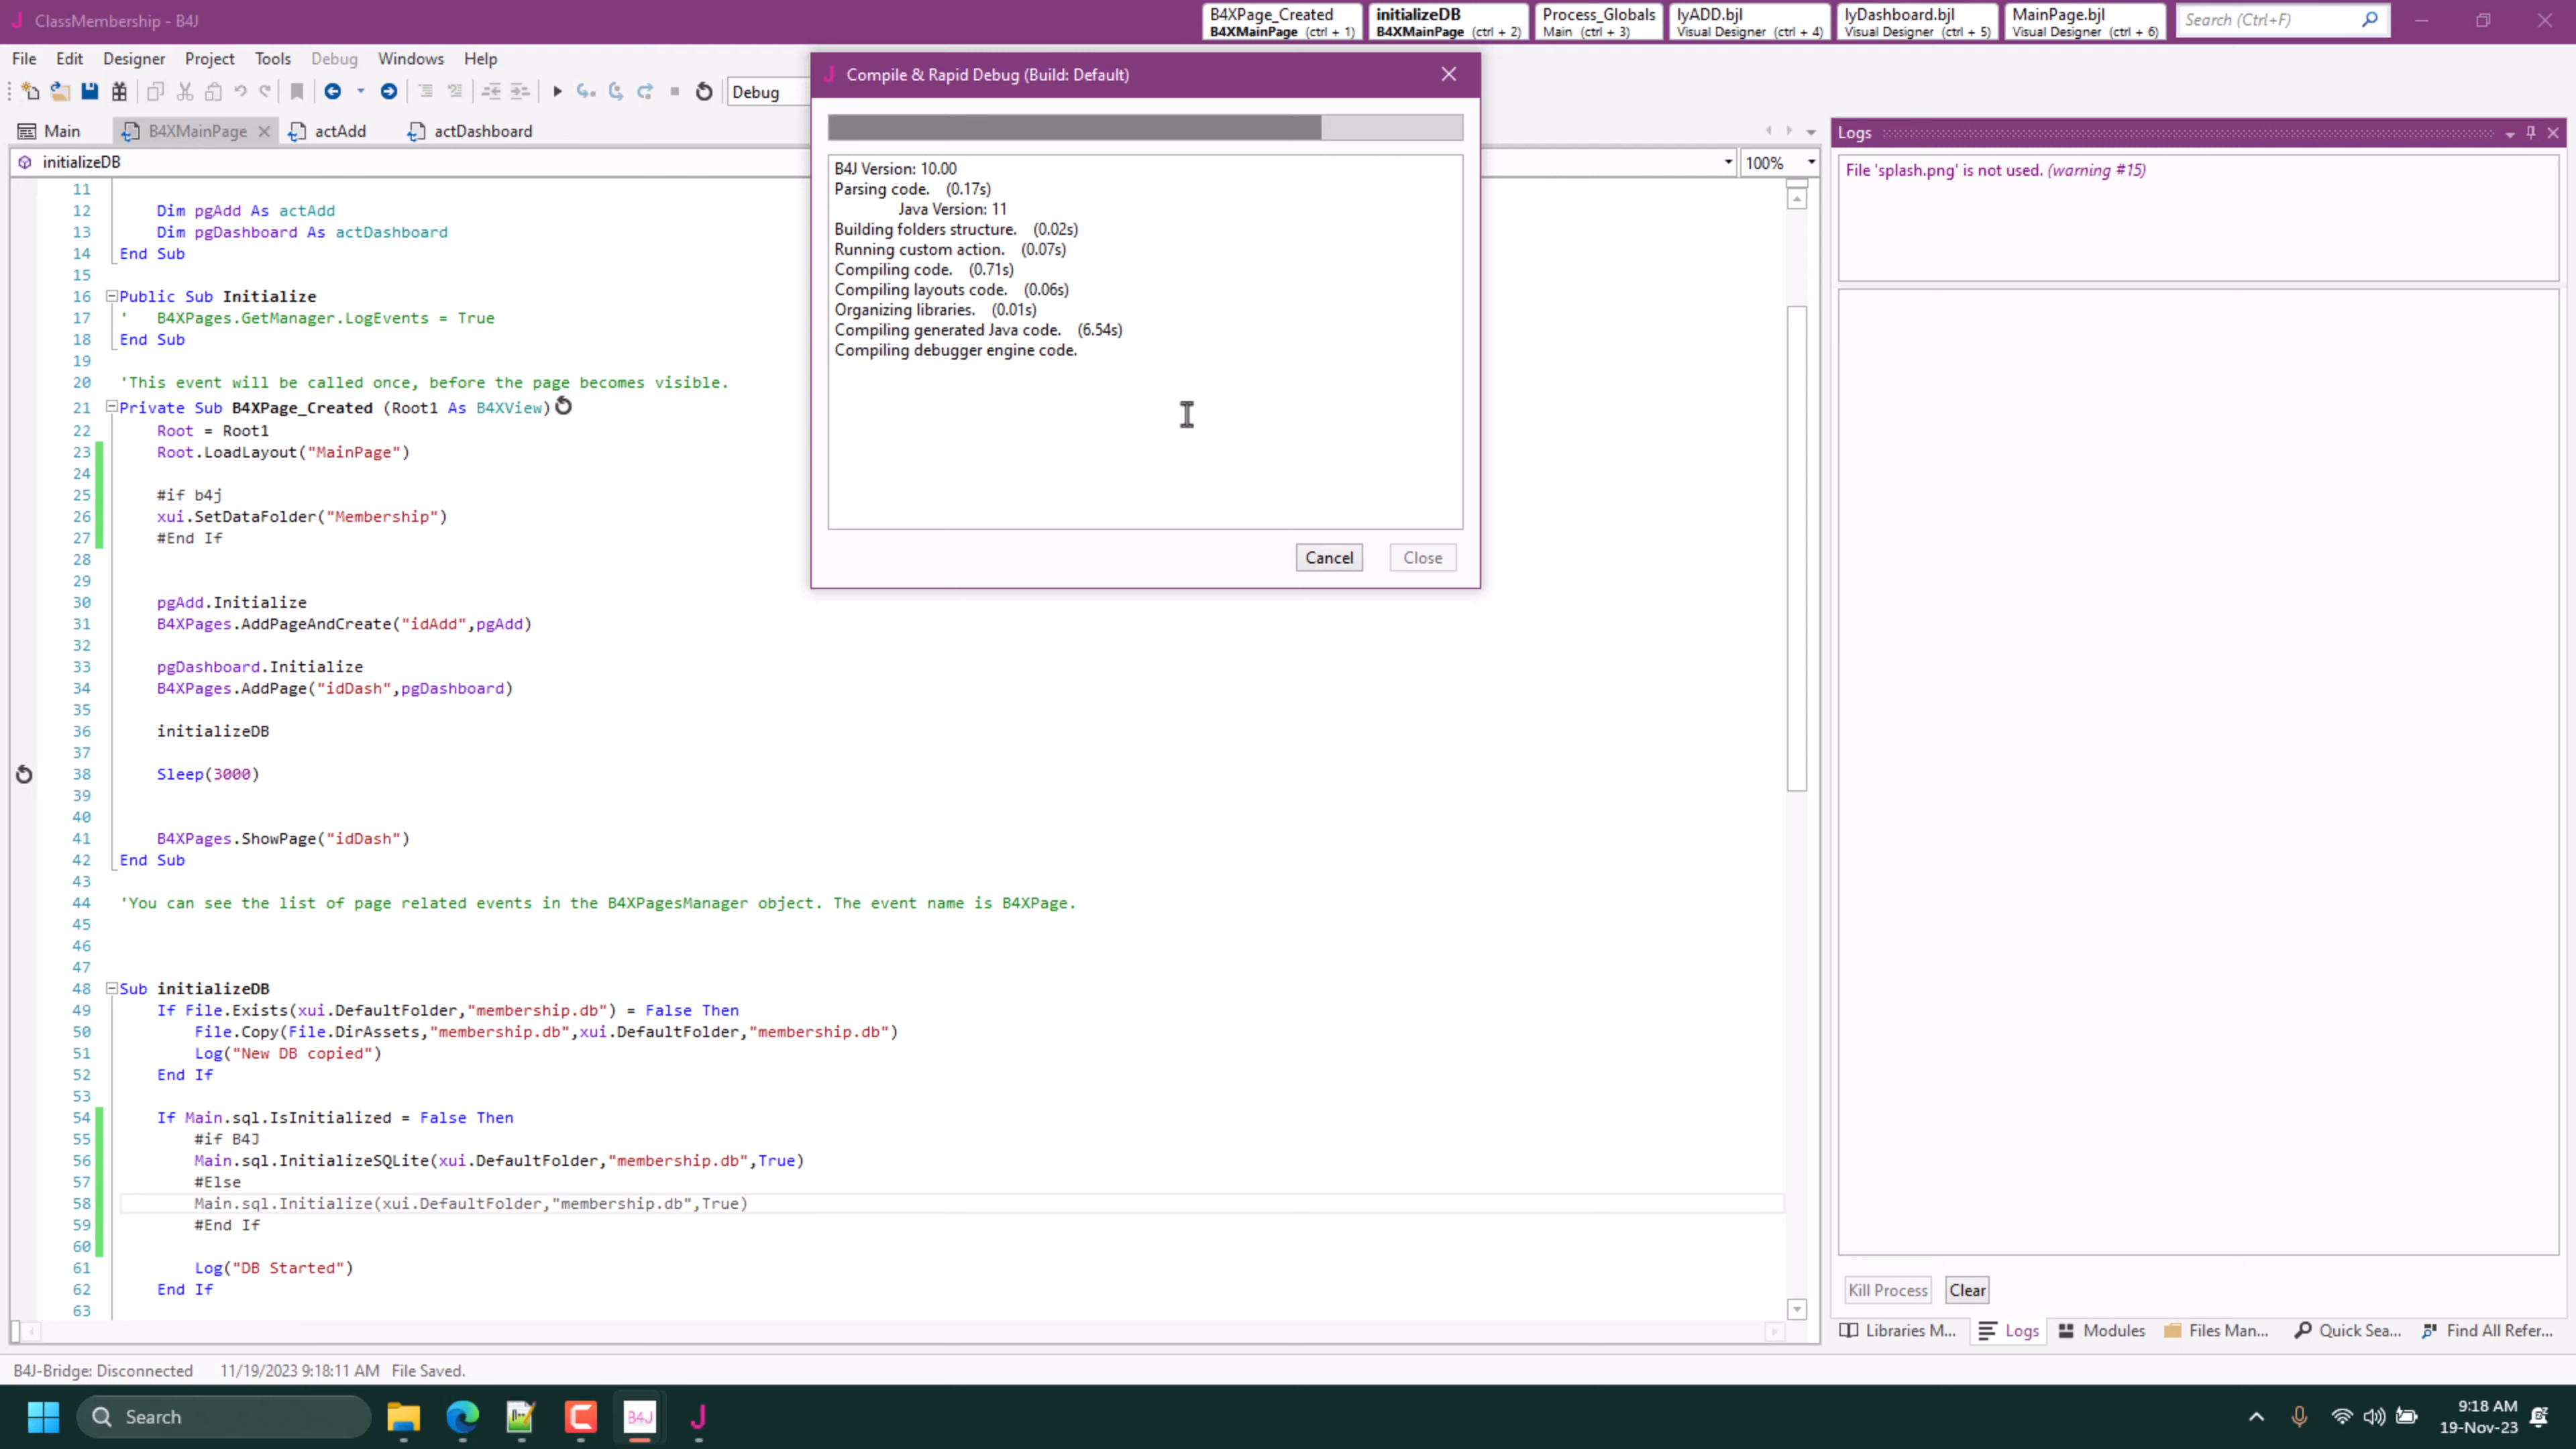 ClassMembership - B4J
B4XPage_Created
B4XMainPage (ctrl + 1)
initializeDB
B4XMainPage (ctrl + 2)
Process_Globals
Main (ctrl + 3)
lyADD.bjl
Visual Designer (ctrl + 4)
lyDashboard.bjl
Visual Designer (ctrl + 5)
MainPage.bjl
Visual Designer (ctrl + 6)
Search (Ctrl+F)
File Edit Designer Project Tools Debug Windows Help
Debug
Main B4XMainPage actAdd actDashboard
initializeDB
100%
11
12 Dim pgAdd As actAdd
13 Dim pgDashboard As actDashboard
14 End Sub
15
16 Public Sub Initialize
17 ' B4XPages.GetManager.LogEvents = True
18 End Sub
19
20 'This event will be called once, before the page becomes visible.
21 Private Sub B4XPage_Created (Root1 As B4XView)
22 Root = Root1
23 Root.LoadLayout("MainPage")
24
25 #if b4j
26 xui.SetDataFolder("Membership")
27 #End If
28
29
30 pgAdd.Initialize
31 B4XPages.AddPageAndCreate("idAdd",pgAdd)
32
33 pgDashboard.Initialize
34 B4XPages.AddPage("idDash",pgDashboard)
35
36 initializeDB
37
38 Sleep(3000)
39
40
41 B4XPages.ShowPage("idDash")
42 End Sub
43
44 'You can see the list of page related events in the B4XPagesManager object. The event name is B4XPage.
45
46
47
48 Sub initializeDB
49 If File.Exists(xui.DefaultFolder,"membership.db") = False Then
50 File.Copy(File.DirAssets,"membership.db",xui.DefaultFolder,"membership.db")
51 Log("New DB copied")
52 End If
53
54 If Main.sql.IsInitialized = False Then
55 #if B4J
56 Main.sql.InitializeSQLite(xui.DefaultFolder,"membership.db",True)
57 #Else
58 Main.sql.Initialize(xui.DefaultFolder,"membership.db",True)
59 #End If
60
61 Log("DB Started")
62 End If
63
Compile & Rapid Debug (Build: Default)
B4J Version: 10.00
Parsing code. (0.17s)
Java Version: 11
Building folders structure. (0.02s)
Running custom action. (0.07s)
Compiling code. (0.71s)
Compiling layouts code. (0.06s)
Organizing libraries. (0.01s)
Compiling generated Java code. (6.54s)
Compiling debugger engine code.
Cancel Close
Logs
File 'splash.png' is not used. (warning #15)
Kill Process Clear
Libraries M... Logs Modules Files Man... Quick Sea... Find All Refer...
B4J-Bridge: Disconnected 11/19/2023 9:18:11 AM File Saved.
Search
B4J
9:18 AM
19-Nov-23